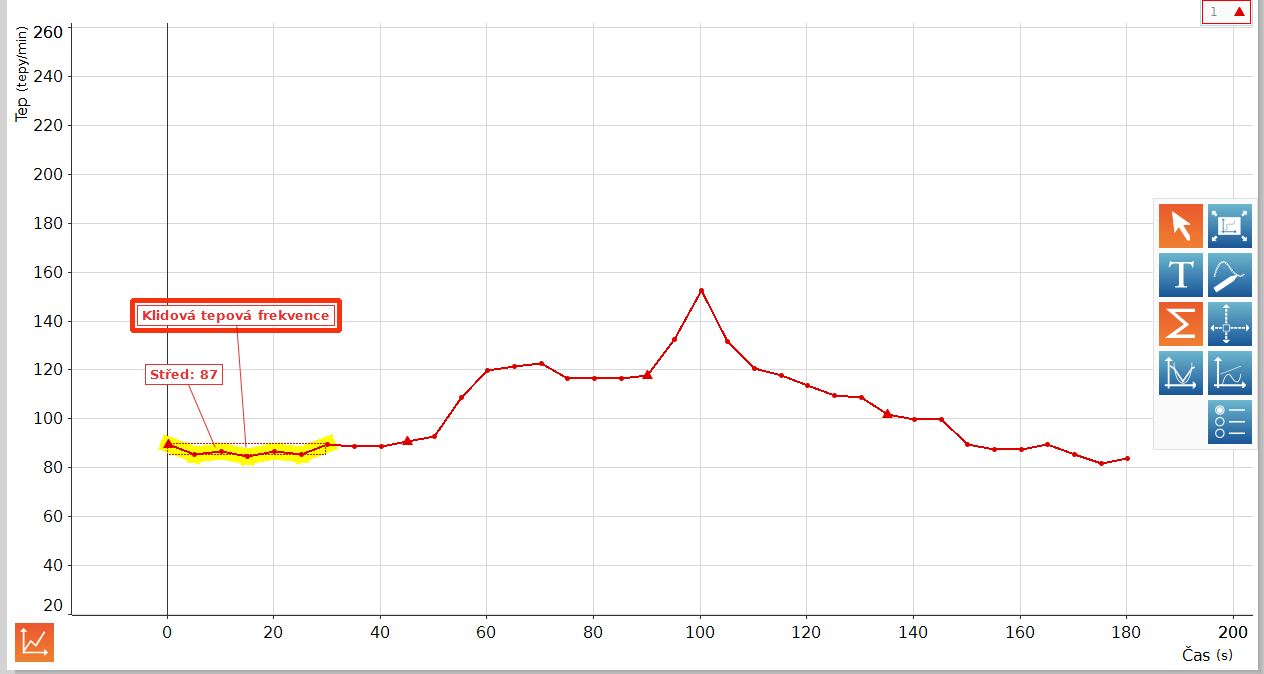 1
Tep (tepy/min)
260
240
220
200
180
160
140
120
100
80
60
40
20
Klidová tepová frekvence
Střed: 87
T
Σ
0 20 40 60 80 100 120 140 160 180 200
Čas (s)